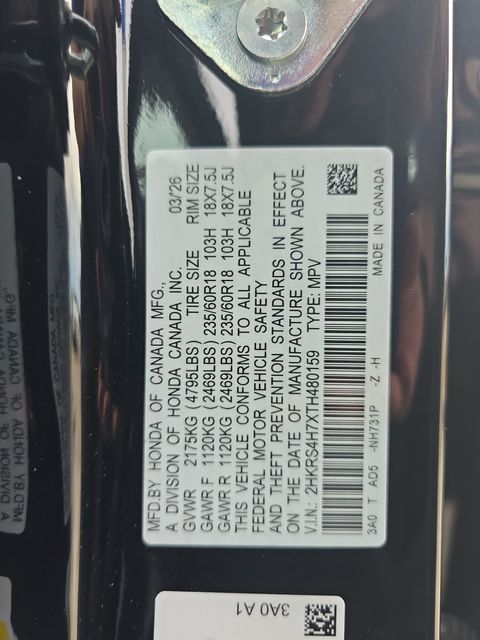 MFD.BY HONDA OF CANADA MFG., 03/26
A DIVISION OF HONDA CANADA INC.
GVWR 2175KG (4795LBS) TIRE SIZE RIM SIZE
GAWR F 1120KG (2469LBS) 235/60R18 103H 18X7.5J
GAWR R 1120KG (2469LBS) 235/60R18 103H 18X7.5J
THIS VEHICLE CONFORMS TO ALL APPLICABLE
FEDERAL MOTOR VEHICLE SAFETY
AND THEFT PREVENTION STANDARDS IN EFFECT
ON THE DATE OF MANUFACTURE SHOWN ABOVE.
V.I.N.: 2HKRS4H7XTH480159 TYPE: MPV
3A0 T AD5 -NH731P -Z -H MADE IN CANADA
3A0 A1